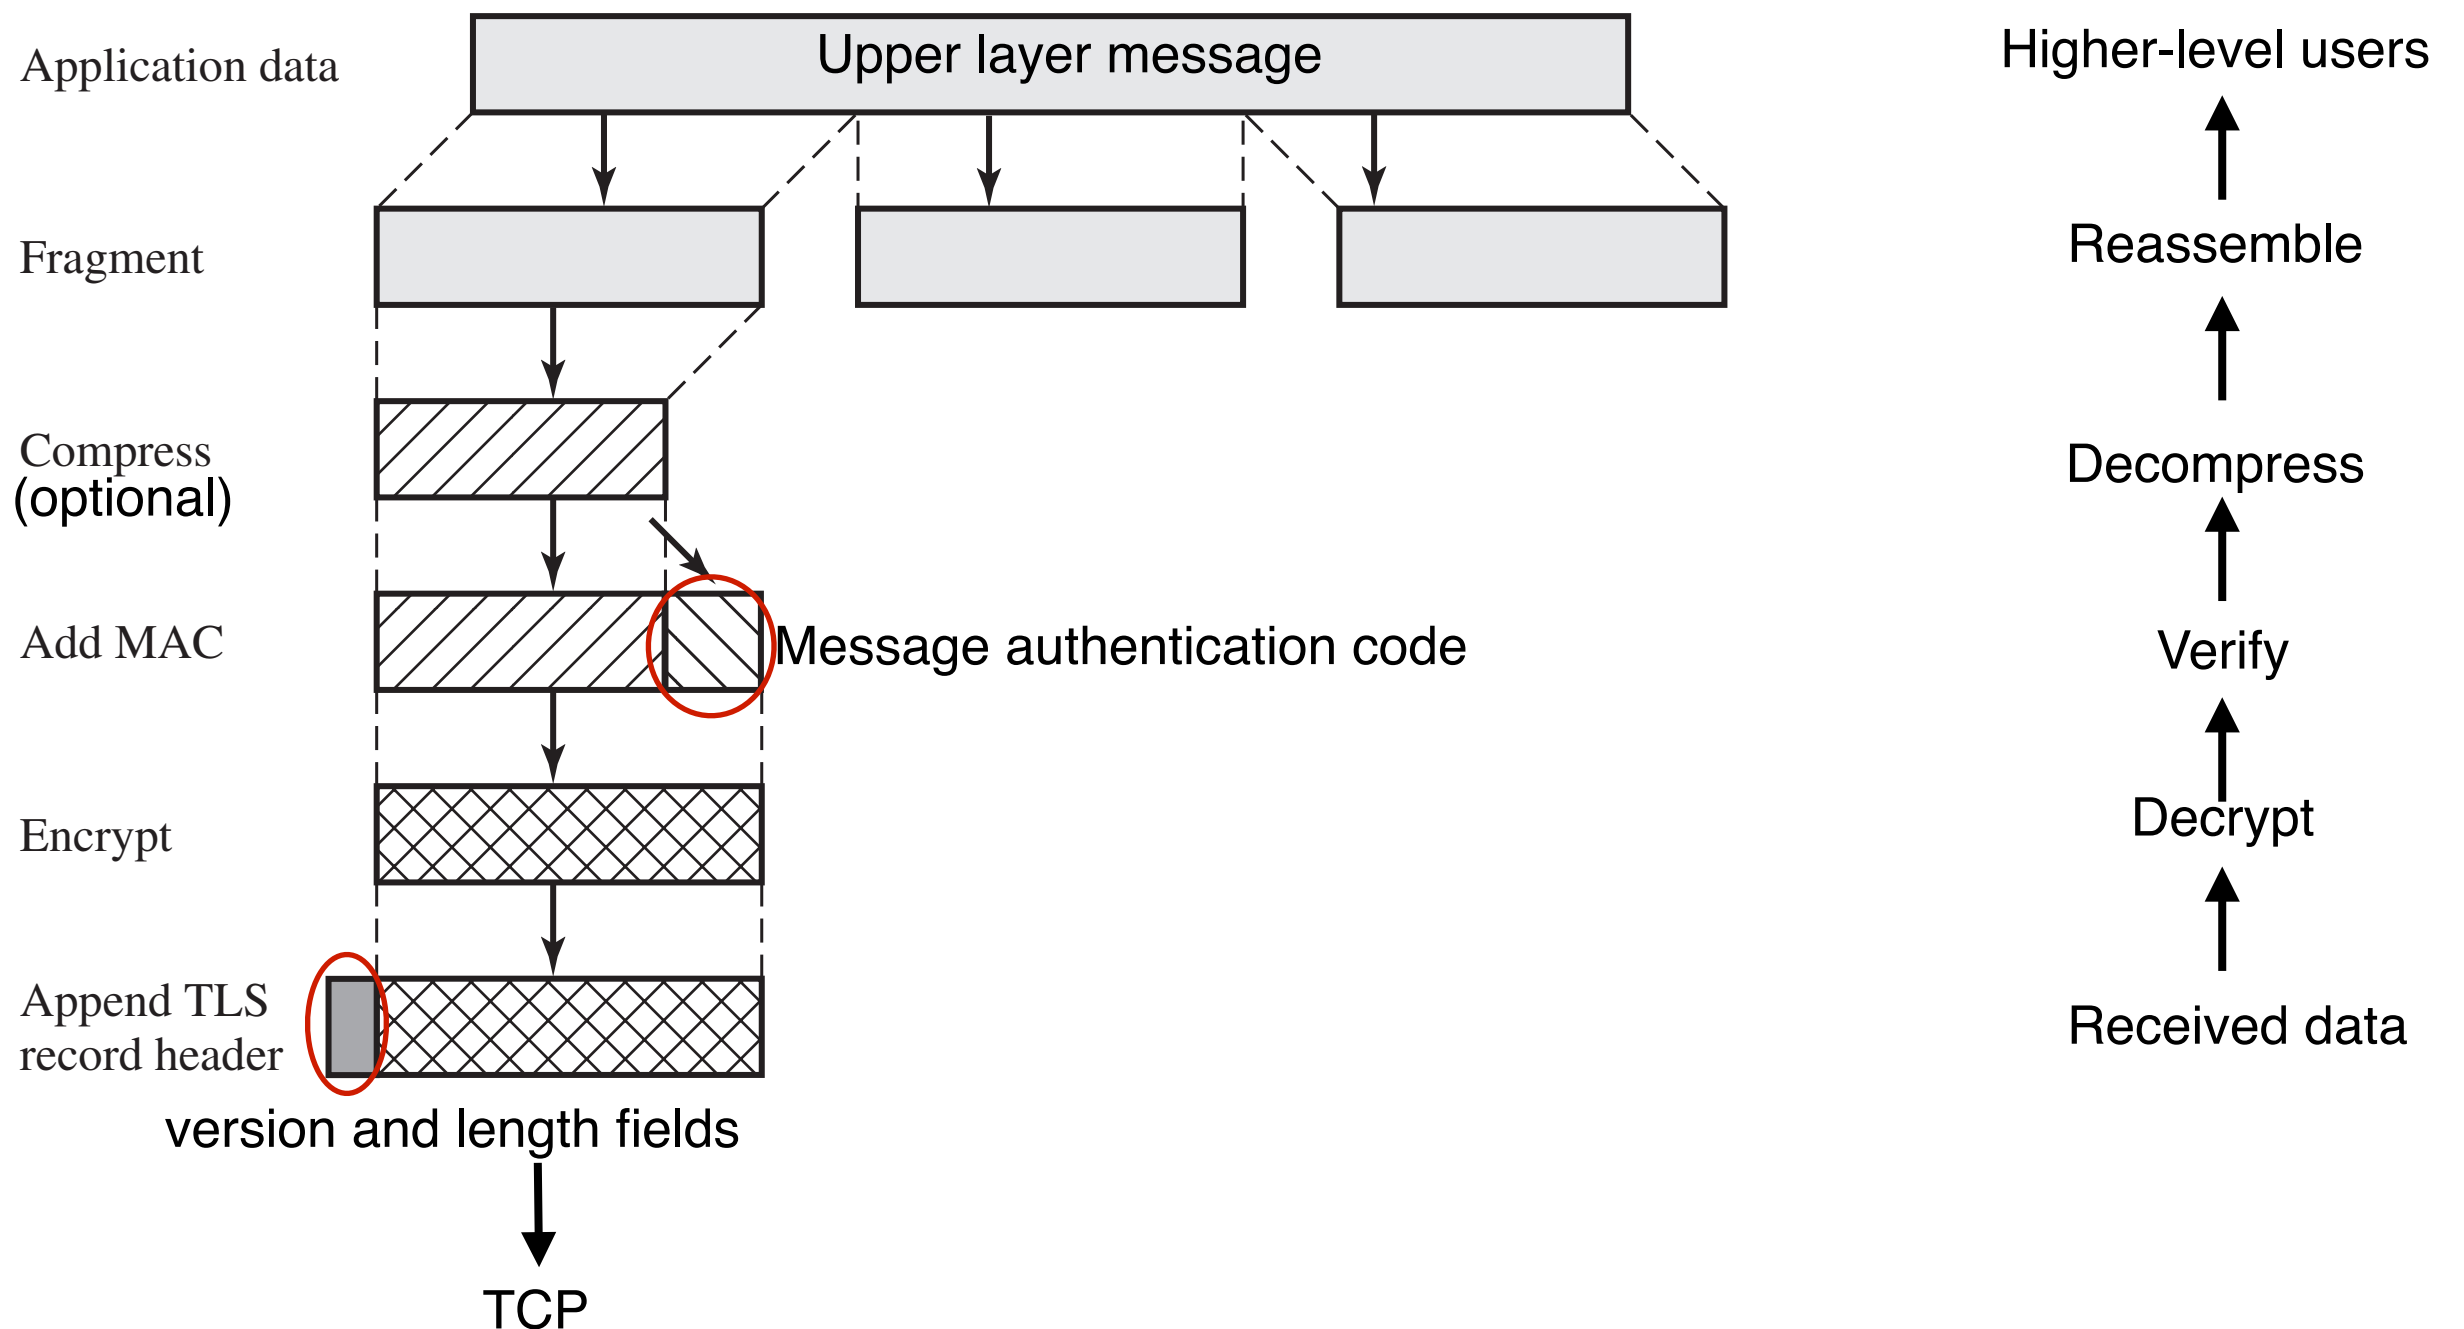 Application data
Upper layer message
Higher-level users
Fragment
Reassemble
Compress
(optional)
Decompress
Add MAC
Message authentication code
Verify
Encrypt
Decrypt
Append TLS
record header
Received data
version and length fields
TCP